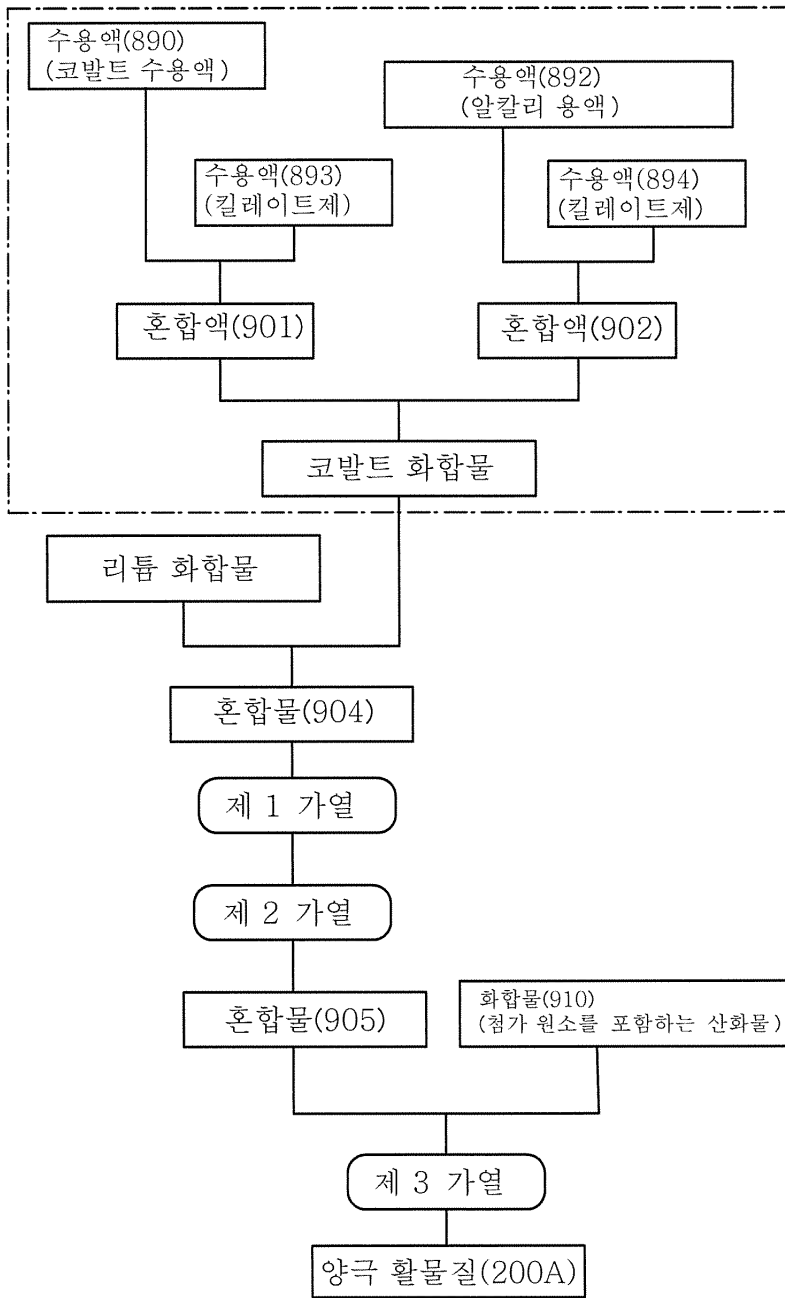 수용액(890)
(코발트 수용액)
수용액(892)
(알칼리 용액)
수용액(893)
(킬레이트제)
수용액(894)
(킬레이트제)
혼합액(901)
혼합액(902)
코발트 화합물
리튬 화합물
혼합물(904)
제 1 가열
제 2 가열
혼합물(905)
화합물(910)
(첨가 원소를 포함하는 산화물)
제 3 가열
양극 활물질(200A)